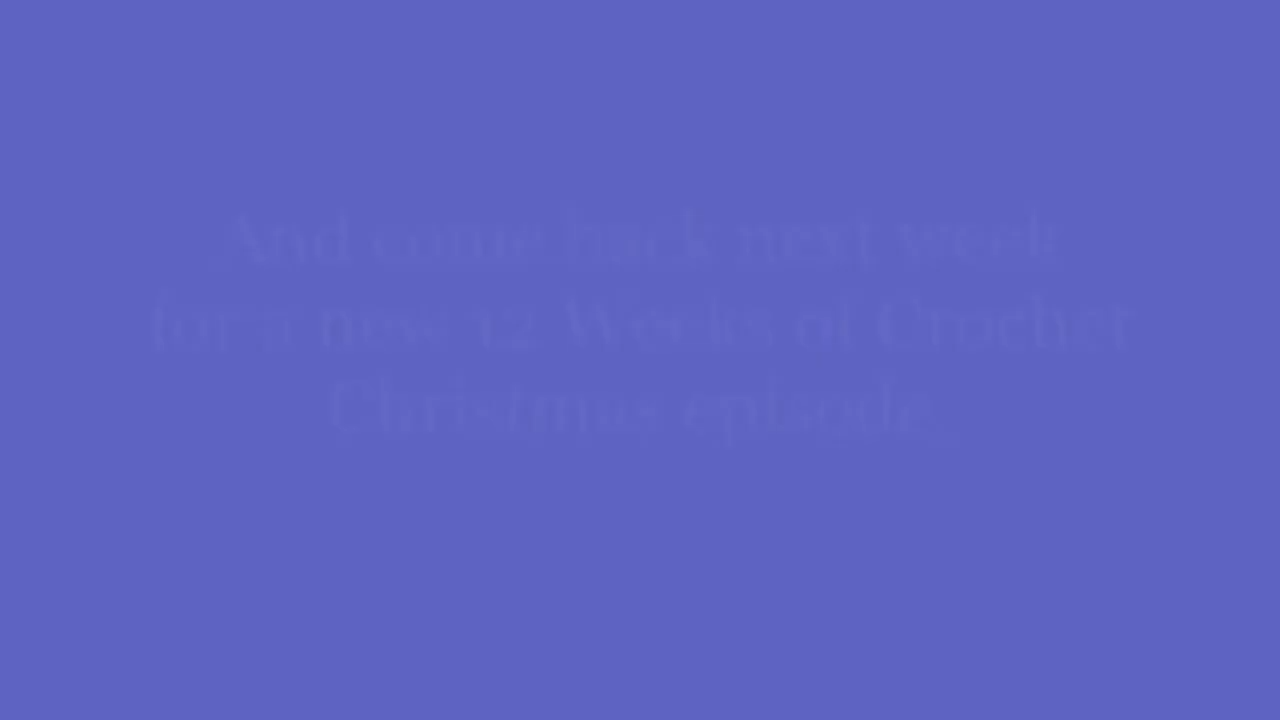 And come back next week
for a new 12 Weeks of Crochet
Christmas episode.